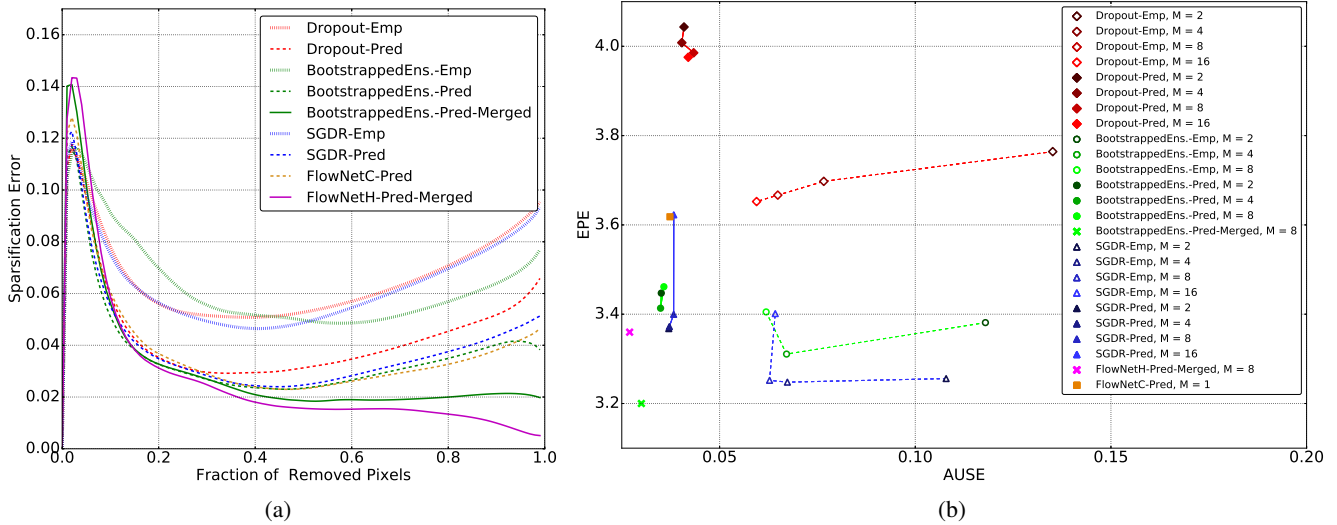 0.16
0.14
0.12
0.10
0.08
0.06
0.04
0.02
0.00
Sparsification Error
0.0
0.2
0.4
0.6
0.8
1.0
Fraction of Removed Pixels
Dropout-Emp
Dropout-Pred
BootstrappedEns.-Emp
BootstrappedEns.-Pred
BootstrappedEns.-Pred-Merged
SGDR-Emp
SGDR-Pred
FlowNetC-Pred
FlowNetH-Pred-Merged
(a)
4.0
3.8
3.6
3.4
3.2
EPE
0.05
0.10
0.15
0.20
AUSE
Dropout-Emp, M = 2
Dropout-Emp, M = 4
Dropout-Emp, M = 8
Dropout-Emp, M = 16
Dropout-Pred, M = 2
Dropout-Pred, M = 4
Dropout-Pred, M = 8
Dropout-Pred, M = 16
BootstrappedEns.-Emp, M = 2
BootstrappedEns.-Emp, M = 4
BootstrappedEns.-Emp, M = 8
BootstrappedEns.-Pred, M = 2
BootstrappedEns.-Pred, M = 4
BootstrappedEns.-Pred, M = 8
BootstrappedEns.-Pred-Merged, M = 8
SGDR-Emp, M = 2
SGDR-Emp, M = 4
SGDR-Emp, M = 8
SGDR-Emp, M = 16
SGDR-Pred, M = 2
SGDR-Pred, M = 4
SGDR-Pred, M = 8
SGDR-Pred, M = 16
FlowNetH-Pred-Merged, M = 8
FlowNetC-Pred, M = 1
(b)